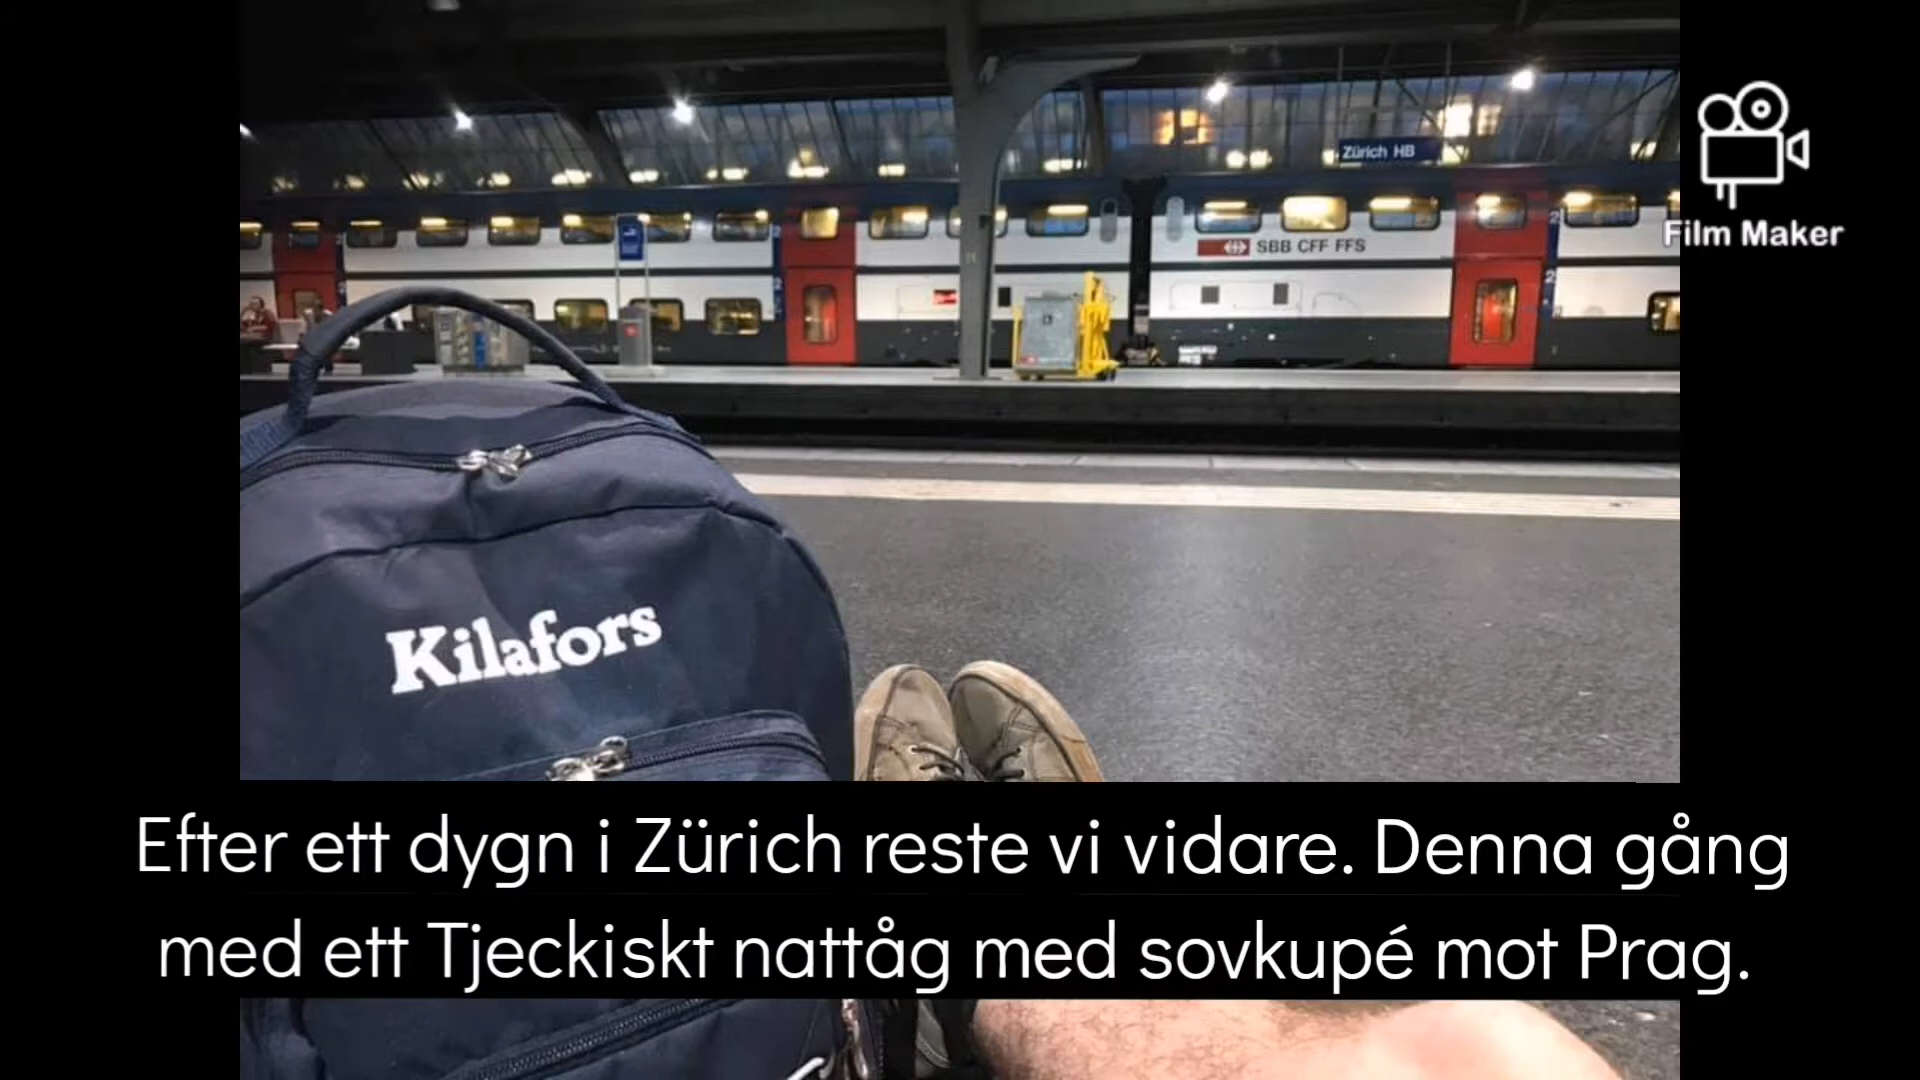 Zürich HB
SBB CFF FFS
Film Maker
Kilafors
Efter ett dygn i Zürich reste vi vidare. Denna gång
med ett Tjeckiskt nattåg med sovkupé mot Prag.